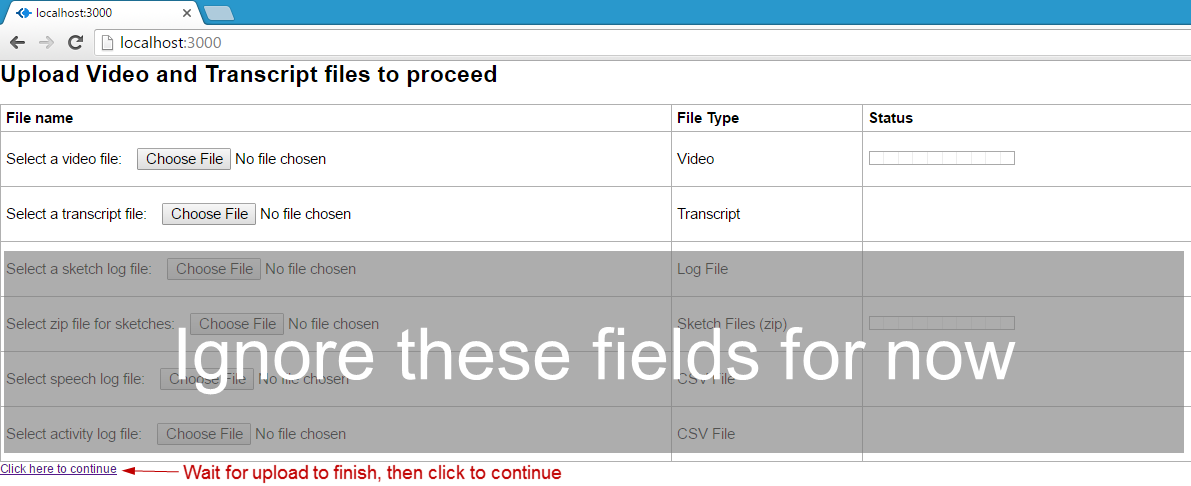 localhost:3000
localhost:3000
Upload Video and Transcript files to proceed
File name File Type Status
Select a video file: Choose File No file chosen Video
Select a transcript file: Choose File No file chosen Transcript
Select a sketch log file: Choose File No file chosen Log File
Select zip file for sketches: Choose File No file chosen Sketch Files (zip)
Ignore these fields for now
Select speech log file: Choose File No file chosen CSV File
Select activity log file: Choose File No file chosen CSV File
Click here to continue Wait for upload to finish, then click to continue